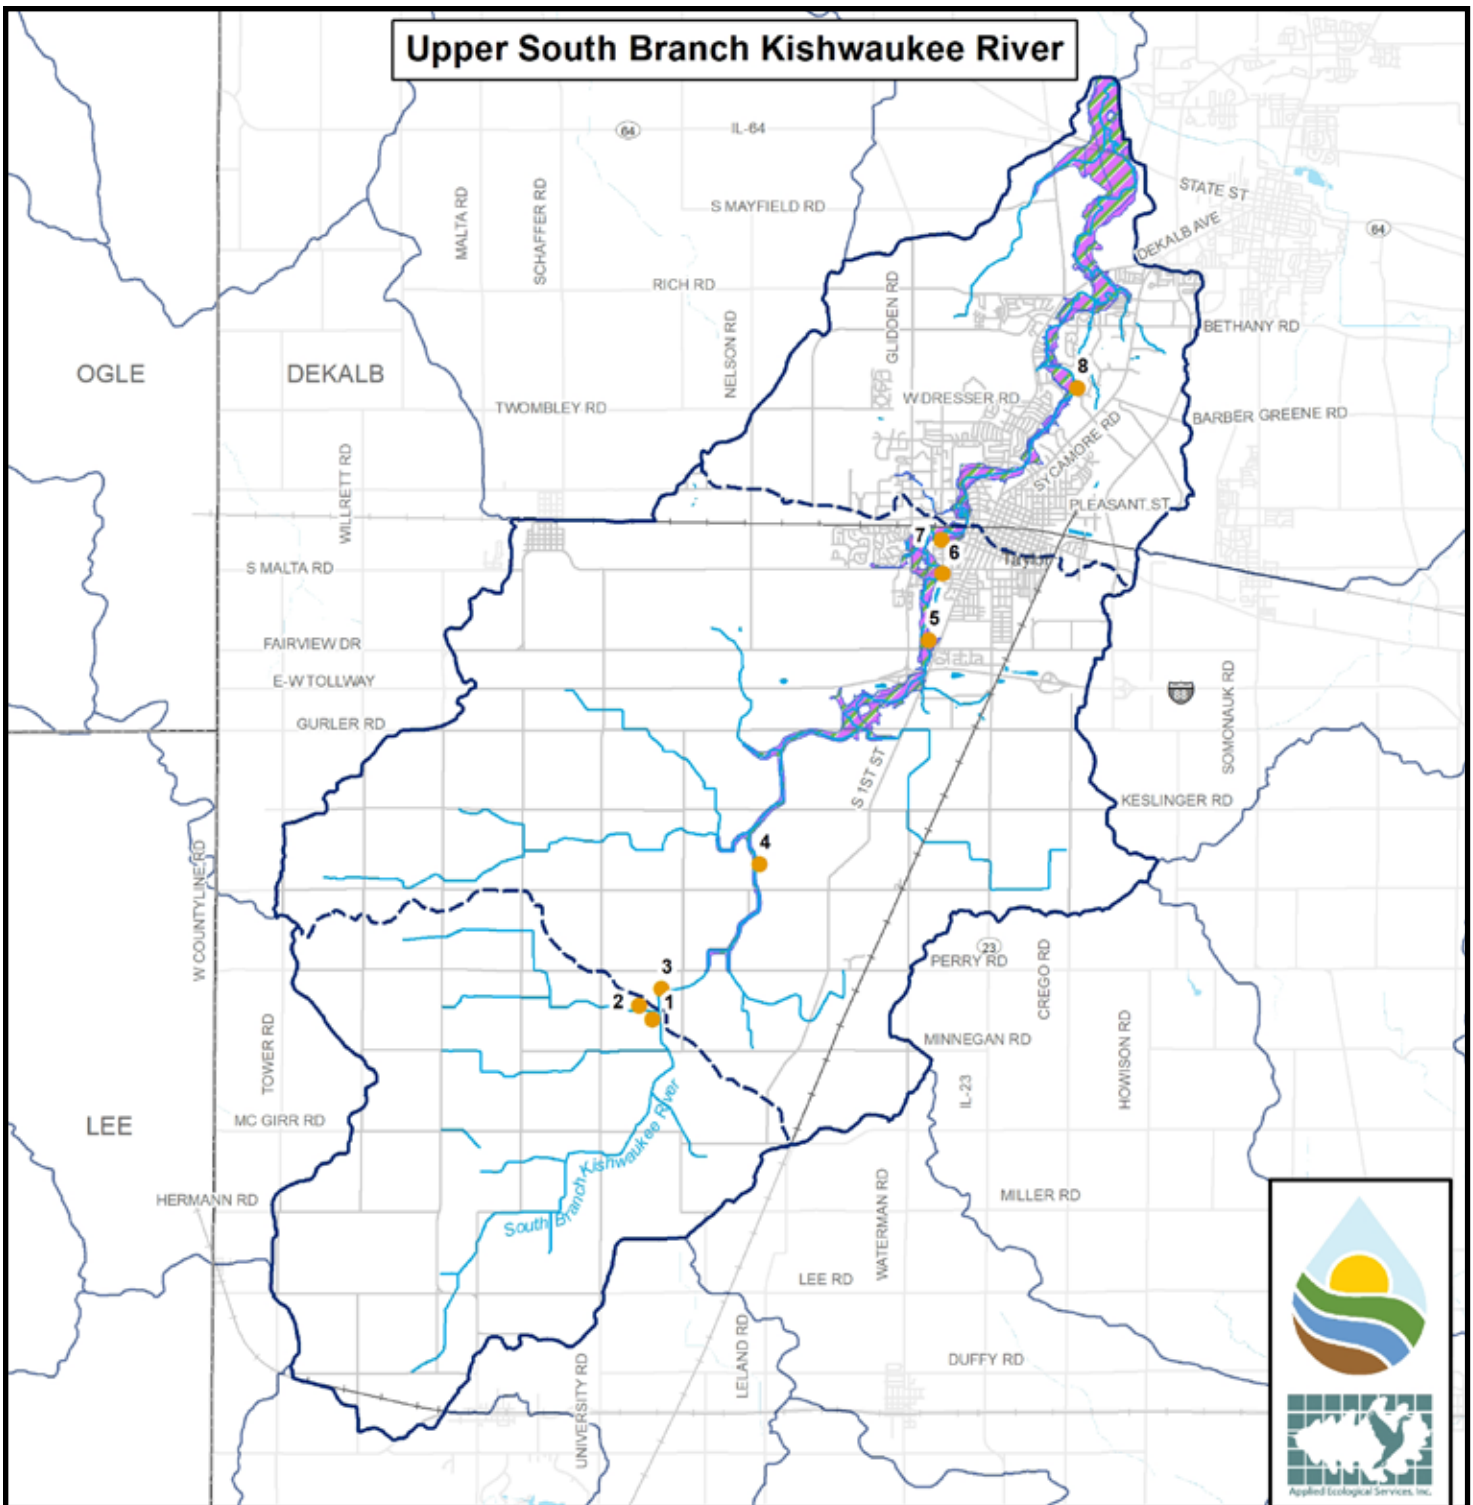 Upper South Branch Kishwaukee River
64
IL-64
STATE ST
MALTA RD
SCHAFFER RD
S MAYFIELD RD
64
DEKALB AVE
RICH RD
GLIDDEN RD
BETHANY RD
NELSON RD
OGLE
DEKALB
8
W DRESSER RD
TWOMBLEY RD
BARBER GREENE RD
SYCAMORE RD
WILLRETT RD
PLEASANT ST
7
6
Taylor
S MALTA RD
5
FAIRVIEW DR
E-W TOLLWAY
88
SOMONAUK RD
GURLER RD
S 1ST ST
KESLINGER RD
4
W COUNTYLINE RD
23
PERRY RD
CREGO RD
3
2
1
MINNEGAN RD
TOWER RD
IL-23
HOWISON RD
LEE
MC GIRR RD
South Branch Kishwaukee River
HERMANN RD
MILLER RD
WATERMAN RD
LEE RD
LELAND RD
DUFFY RD
UNIVERSITY RD
Applied Ecological Services, Inc.